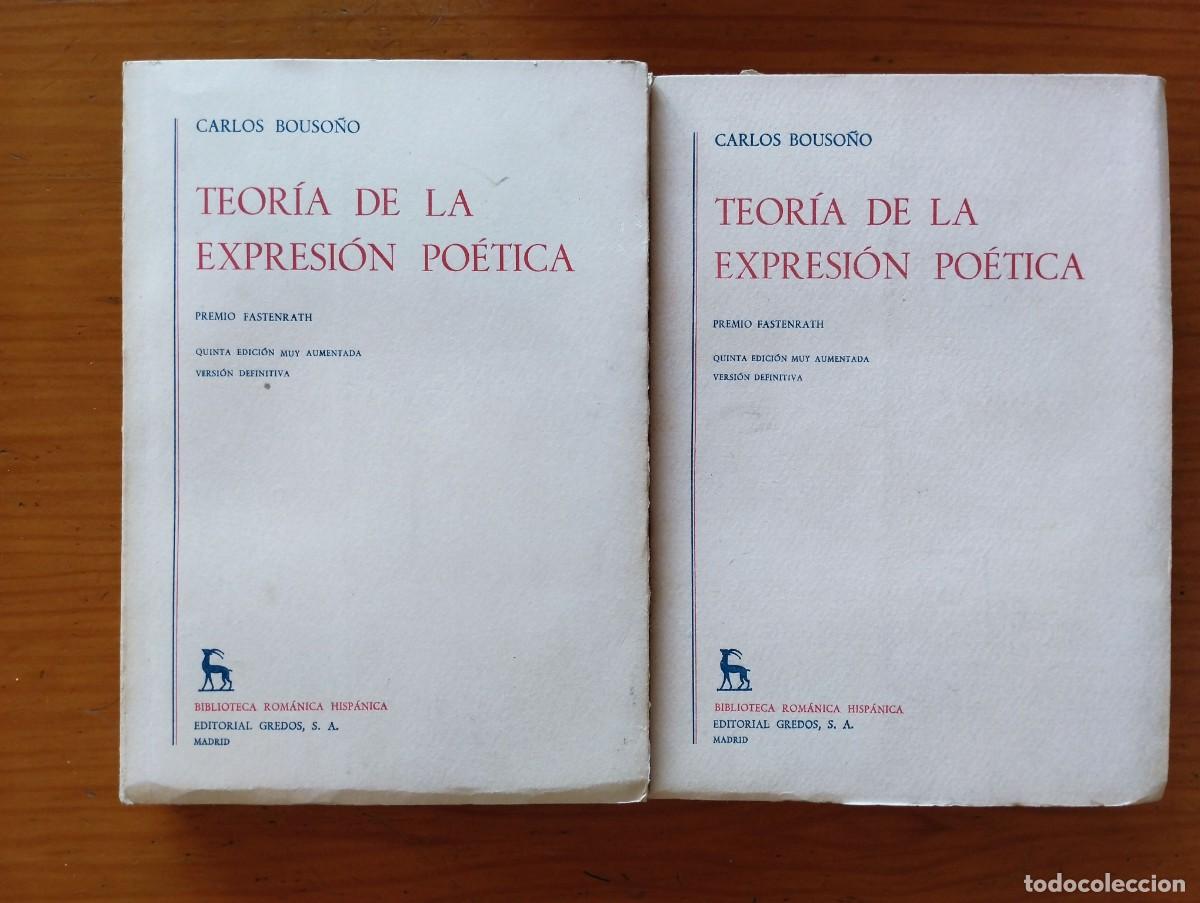 CARLOS BOUSOÑO
TEORÍA DE LA
EXPRESIÓN POÉTICA
PREMIO FASTENRATH
QUINTA EDICIÓN MUY AUMENTADA
VERSIÓN DEFINITIVA
BIBLIOTECA ROMÁNICA HISPÁNICA
EDITORIAL GREDOS, S. A.
MADRID
CARLOS BOUSOÑO
TEORÍA DE LA
EXPRESIÓN POÉTICA
PREMIO FASTENRATH
QUINTA EDICIÓN MUY AUMENTADA
VERSIÓN DEFINITIVA
BIBLIOTECA ROMÁNICA HISPÁNICA
EDITORIAL GREDOS, S. A.
MADRID
todocoleccion